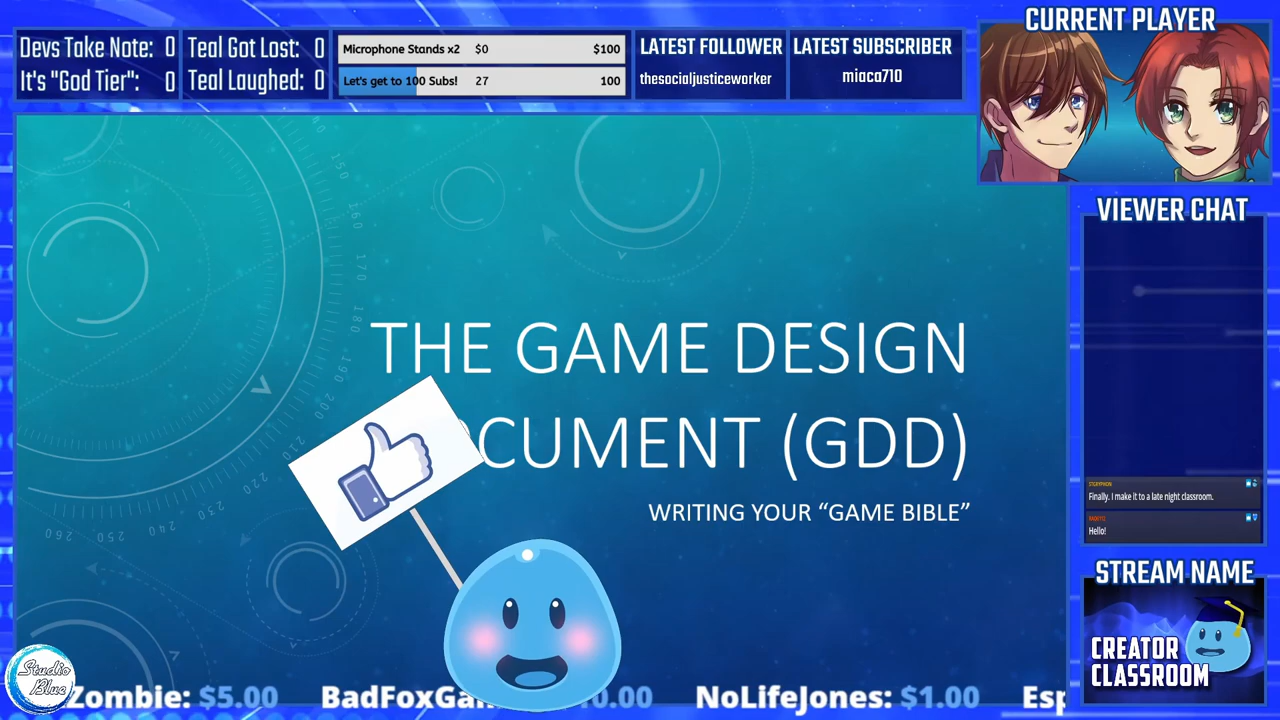 CURRENT PLAYER
Devs Take Note: 0
Teal Got Lost: 0
It's "God Tier": 0
Teal Laughed: 0
Microphone Stands x2 $0 $100
Let's get to 100 Subs! 27 100
LATEST FOLLOWER
thesocialjusticeworker
LATEST SUBSCRIBER
miaca710
VIEWER CHAT
THE GAME DESIGN
CUMENT (GDD)
WRITING YOUR “GAME BIBLE”
Finally. I make it to a late night classroom.
Hello!
STREAM NAME
CREATOR
CLASSROOM
Studio
Blue
Zombie: $5.00 BadFoxGa 0.00 NoLifeJones: $1.00 Esp